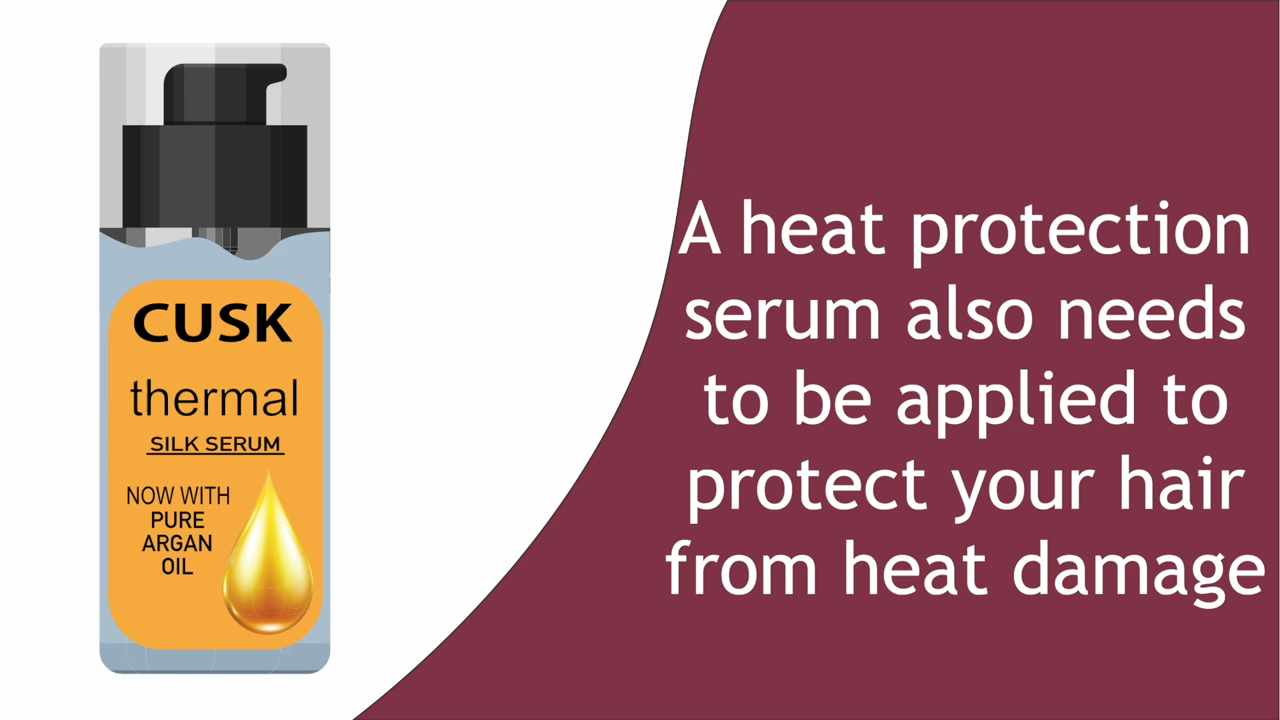 CUSK
thermal
SILK SERUM
NOW WITH
PURE
ARGAN
OIL
A heat protection
serum also needs
to be applied to
protect your hair
from heat damage